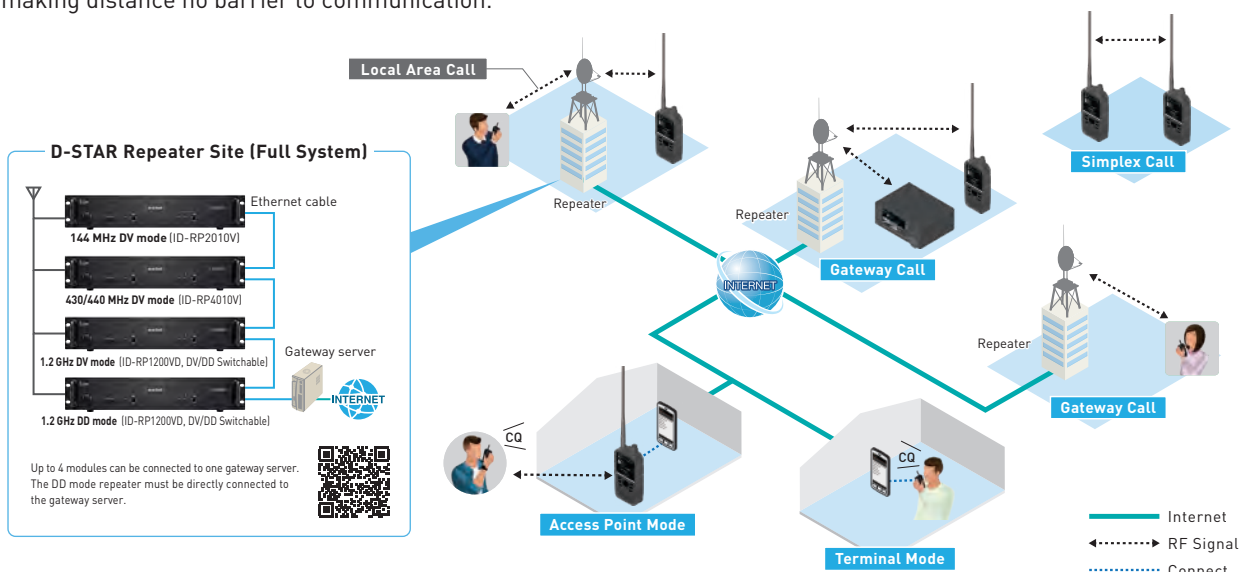 making distance no barrier to communication.
Local Area Call
Repeater
Repeater
Gateway Call
Simplex Call
INTERNET
Repeater
Gateway Call
D-STAR Repeater Site (Full System)
Ethernet cable
144 MHz DV mode (ID-RP2010V)
430/440 MHz DV mode (ID-RP4010V)
1.2 GHz DV mode (ID-RP1200VD, DV/DD Switchable)
Gateway server
INTERNET
1.2 GHz DD mode (ID-RP1200VD, DV/DD Switchable)
Up to 4 modules can be connected to one gateway server.
The DD mode repeater must be directly connected to
the gateway server.
CQ
Access Point Mode
CQ
Terminal Mode
Internet
RF Signal
Connect